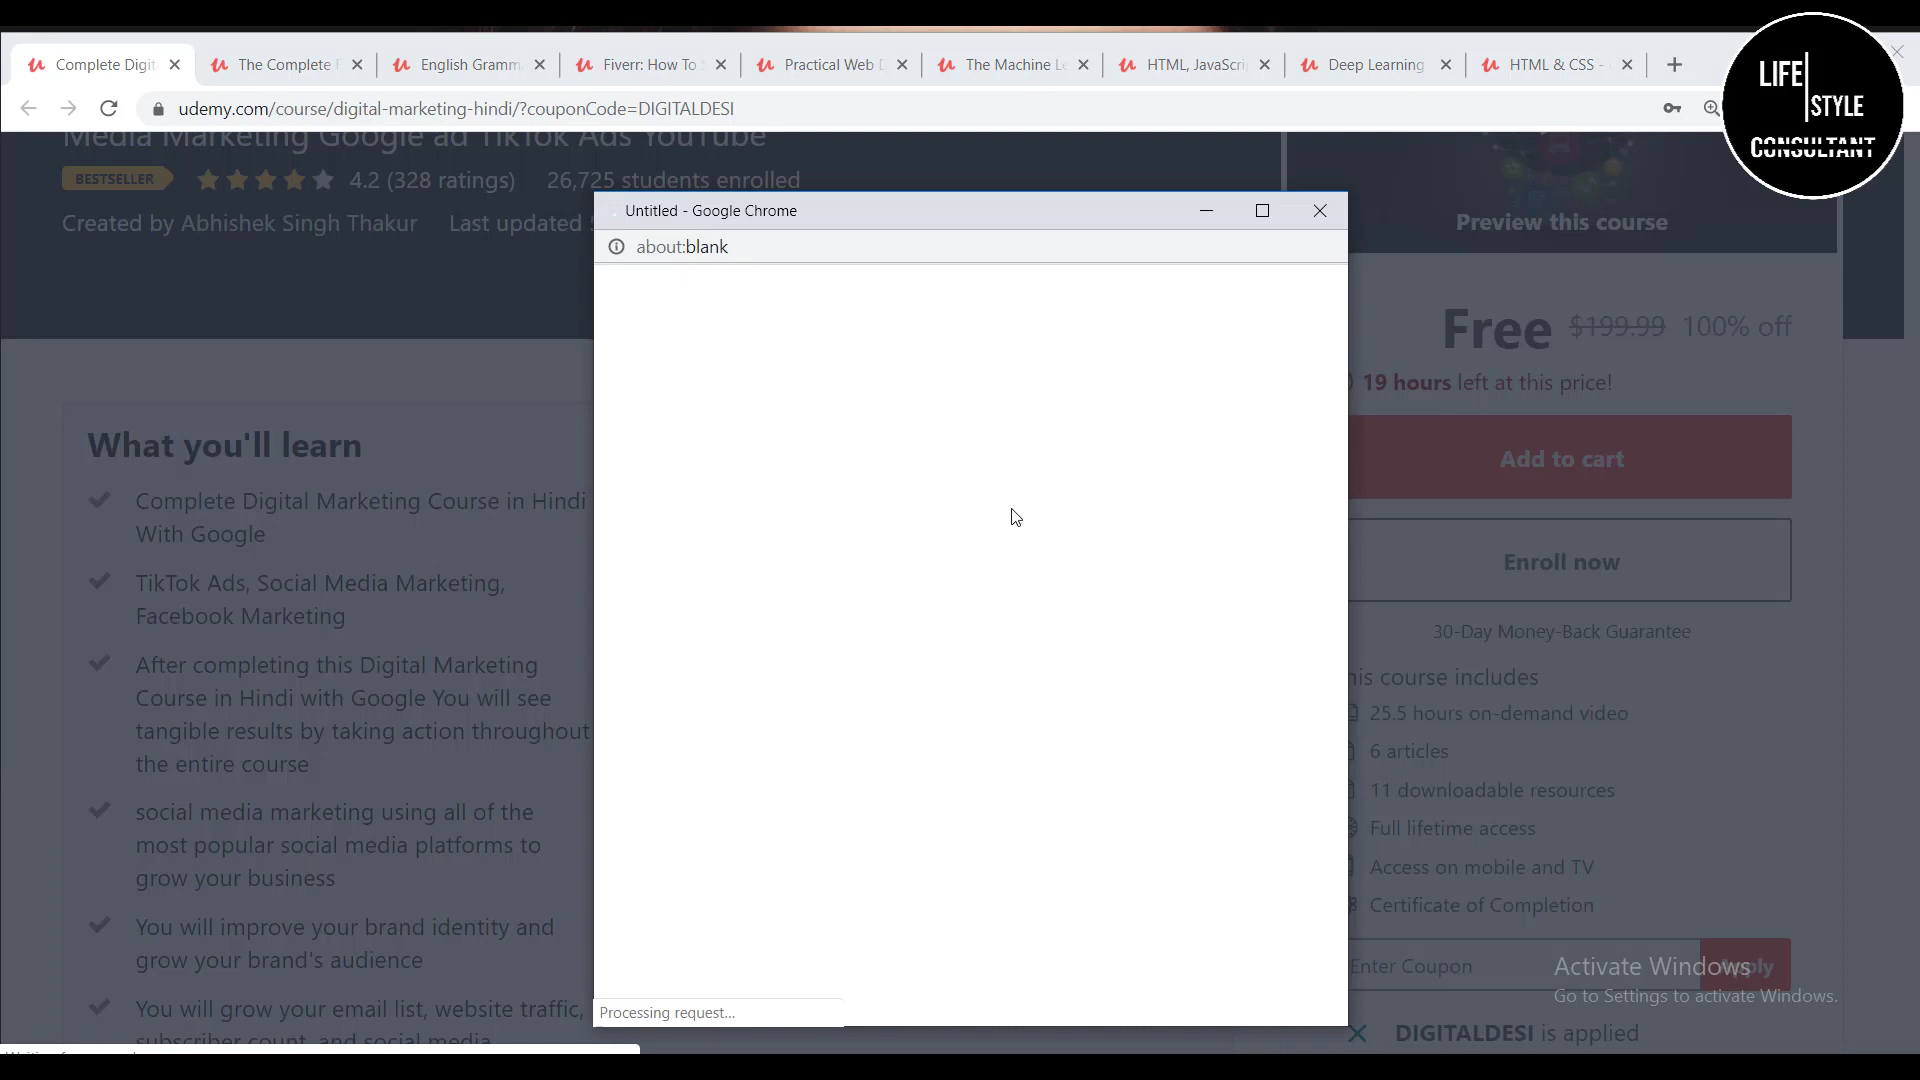 Complete Digit
The Complete F
English Gramm
Fiverr: How To S
Practical Web D
The Machine Le
HTML, JavaScrip
Deep Learning
HTML & CSS -
LIFE
STYLE
CONSULTANT
udemy.com/course/digital-marketing-hindi/?couponCode=DIGITALDESI
Media Marketing Google ad TikTok Ads YouTube
BESTSELLER
4.2 (328 ratings)
26,725 students enrolled
Created by Abhishek Singh Thakur
Last updated
Untitled - Google Chrome
about:blank
Processing request...
Preview this course
Free $199.99 100% off
19 hours left at this price!
Add to cart
Enroll now
30-Day Money-Back Guarantee
his course includes
25.5 hours on-demand video
6 articles
11 downloadable resources
Full lifetime access
Access on mobile and TV
Certificate of Completion
Enter Coupon
Apply
Activate Windows
Go to Settings to activate Windows.
DIGITALDESI is applied
What you'll learn
Complete Digital Marketing Course in Hindi
With Google
TikTok Ads, Social Media Marketing,
Facebook Marketing
After completing this Digital Marketing
Course in Hindi with Google You will see
tangible results by taking action throughout
the entire course
social media marketing using all of the
most popular social media platforms to
grow your business
You will improve your brand identity and
grow your brand's audience
You will grow your email list, website traffic,
subscriber count, and social media